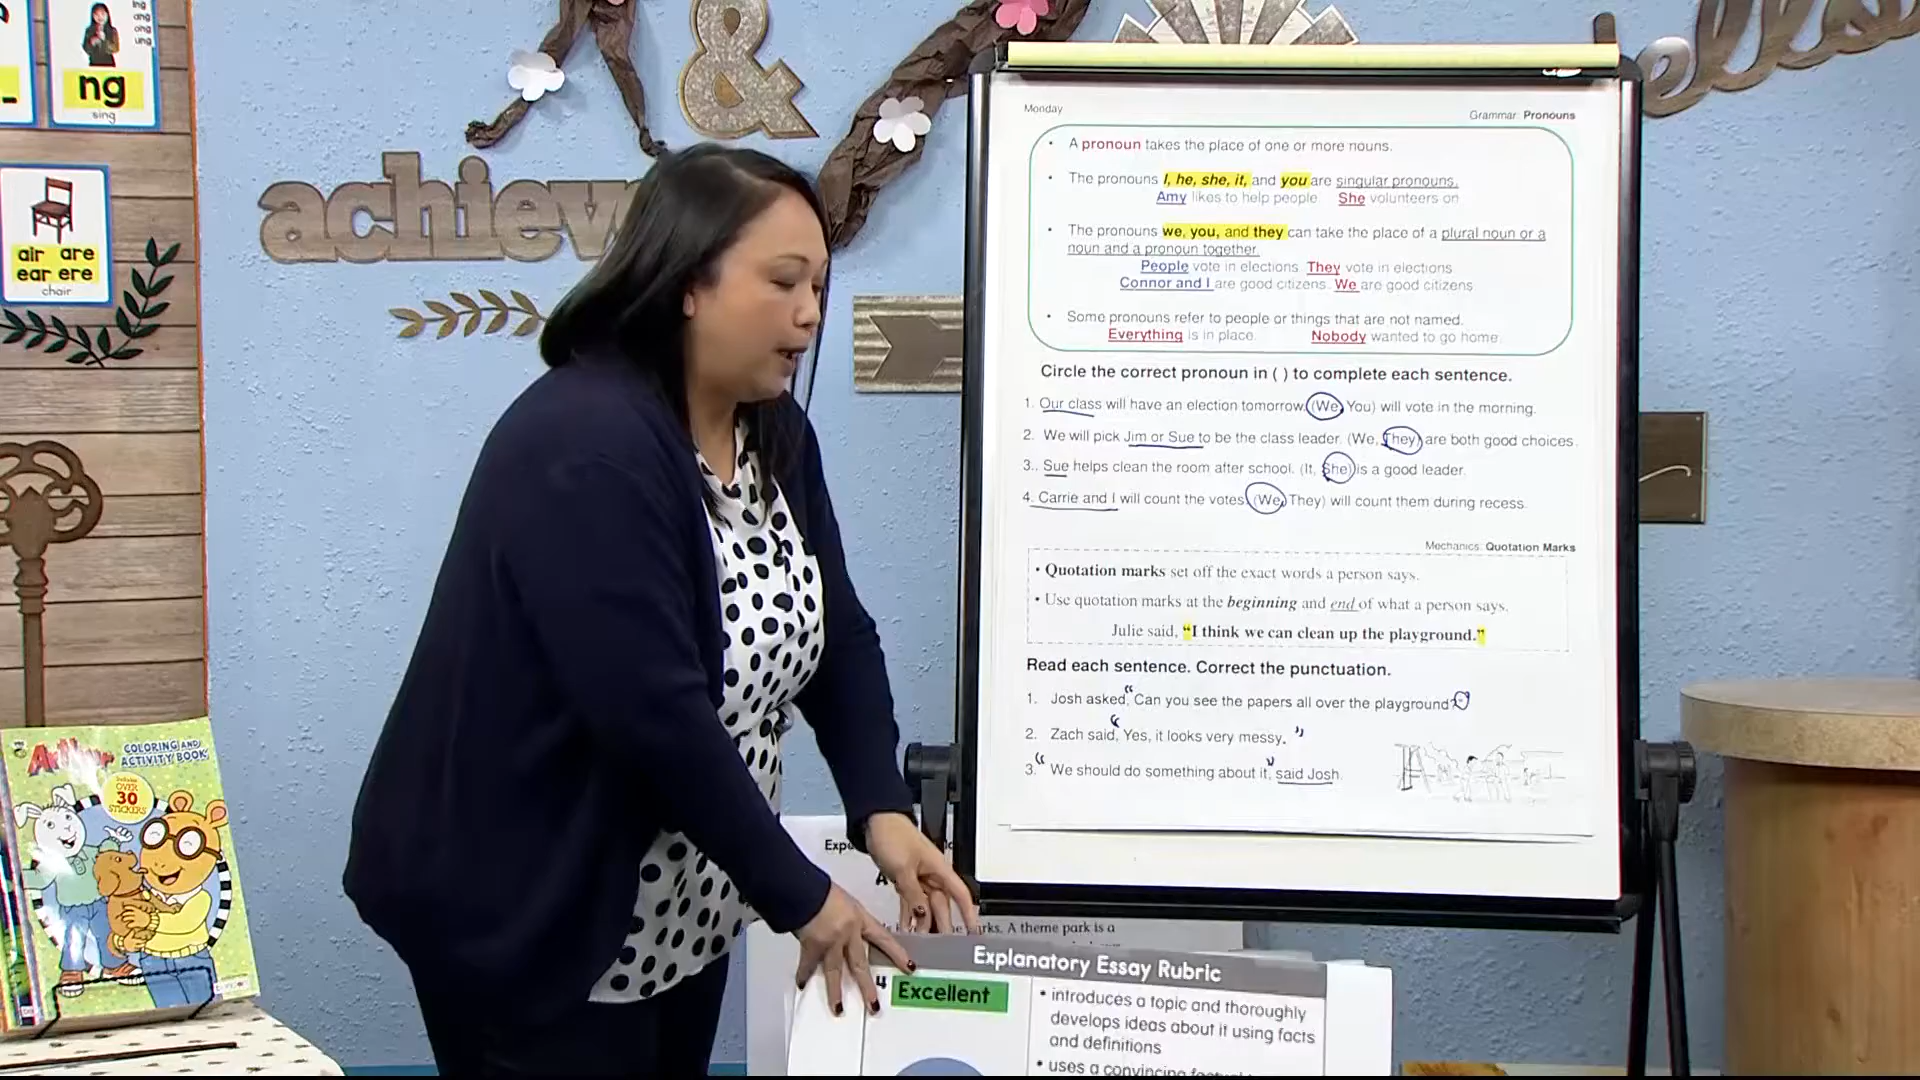 ing
ang
ong
ung
ng
sing
air are
ear ere
chair
achiev
&
ello
Arthur
COLORING AND
ACTIVITY BOOK
OVER
30
STICKERS
Monday
Grammar: Pronouns
• A pronoun takes the place of one or more nouns.
• The pronouns I, he, she, it, and you are singular pronouns.
Amy likes to help people. She volunteers on
• The pronouns we, you, and they can take the place of a plural noun or a
noun and a pronoun together.
People vote in elections. They vote in elections
Connor and I are good citizens. We are good citizens
• Some pronouns refer to people or things that are not named.
Everything is in place. Nobody wanted to go home.
Circle the correct pronoun in ( ) to complete each sentence.
1. Our class will have an election tomorrow. (We, You) will vote in the morning.
2. We will pick Jim or Sue to be the class leader. (We, They) are both good choices.
3.. Sue helps clean the room after school. (It, She) is a good leader.
4. Carrie and I will count the votes. (We, They) will count them during recess.
Mechanics: Quotation Marks
• Quotation marks set off the exact words a person says.
• Use quotation marks at the beginning and end of what a person says.
Julie said, “I think we can clean up the playground.”
Read each sentence. Correct the punctuation.
1. Josh asked, “Can you see the papers all over the playground?”
2. Zach said, “Yes, it looks very messy.”
3. “We should do something about it,” said Josh.
Exp
A
rks. A theme park is a
Explanatory Essay Rubric
4 Excellent
• introduces a topic and thoroughly
develops ideas about it using facts
and definitions
• uses a convincing